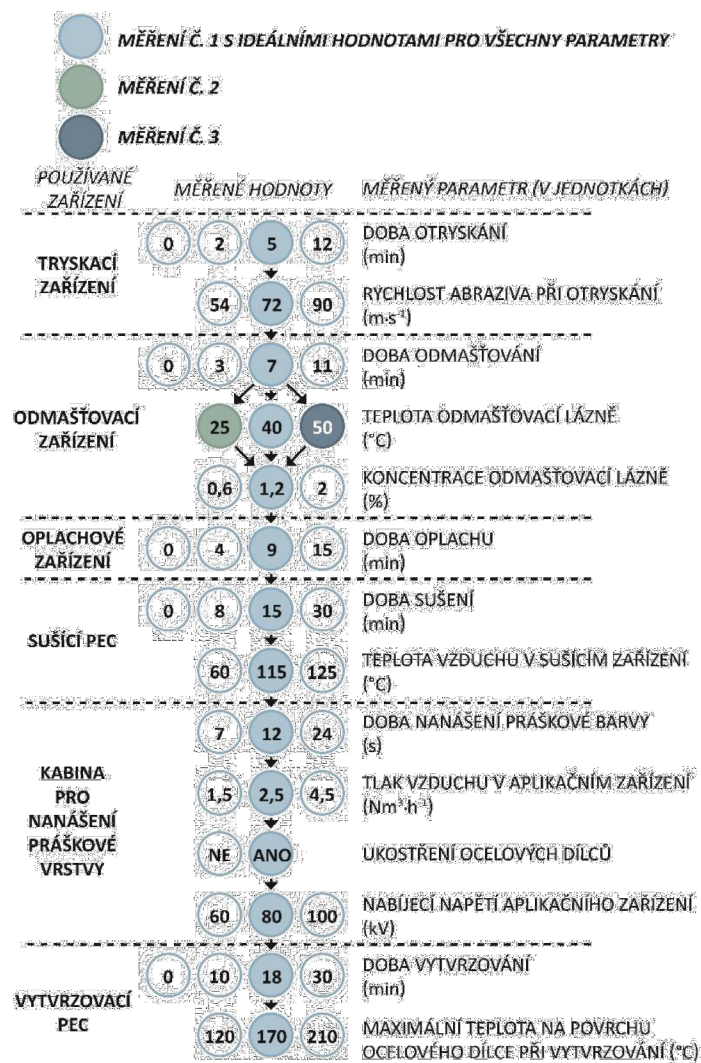 MĚŘENÍ Č. 1 S IDEÁLNÍMI HODNOTAMI PRO VŠECHNY PARAMETRY
MĚŘENÍ Č. 2
MĚŘENÍ Č. 3
POUŽÍVANÉ
ZAŘÍZENÍ
MĚŘENÉ HODNOTY
MĚŘENÝ PARAMETR (V JEDNOTKÁCH)
TRYSKACÍ
ZAŘÍZENÍ
0 2 5 12
DOBA OTRYSKÁNÍ
(min)
54 72 90
RYCHLOST ABRAZIVA PŘI OTRYSKÁNÍ
(m·s⁻¹)
ODMAŠŤOVACÍ
ZAŘÍZENÍ
0 3 7 11
DOBA ODMAŠŤOVÁNÍ
(min)
25 40 50
TEPLOTA ODMAŠŤOVACÍ LÁZNĚ
(°C)
0,6 1,2 2
KONCENTRACE ODMAŠŤOVACÍ LÁZNĚ
(%)
OPLACHOVÉ
ZAŘÍZENÍ
0 4 9 15
DOBA OPLACHU
(min)
SUŠÍCÍ PEC
0 8 15 30
DOBA SUŠENÍ
(min)
60 115 125
TEPLOTA VZDUCHU V SUŠÍCÍM ZAŘÍZENÍ
(°C)
KABINA
PRO
NANÁŠENÍ
PRÁŠKOVÉ
VRSTVY
7 12 24
DOBA NANÁŠENÍ PRÁŠKOVÉ BARVY
(s)
1,5 2,5 4,5
TLAK VZDUCHU V APLIKAČNÍM ZAŘÍZENÍ
(Nm³·h⁻¹)
NE ANO
UKOSTŘENÍ OCELOVÝCH DÍLCŮ
60 80 100
NABÍJECÍ NAPĚTÍ APLIKAČNÍHO ZAŘÍZENÍ
(kV)
VYTVRZOVACÍ
PEC
0 10 18 30
DOBA VYTVRZOVÁNÍ
(min)
120 170 210
MAXIMÁLNÍ TEPLOTA NA POVRCHU
OCELOVÉHO DÍLCE PŘI VYTVRZOVÁNÍ (°C)